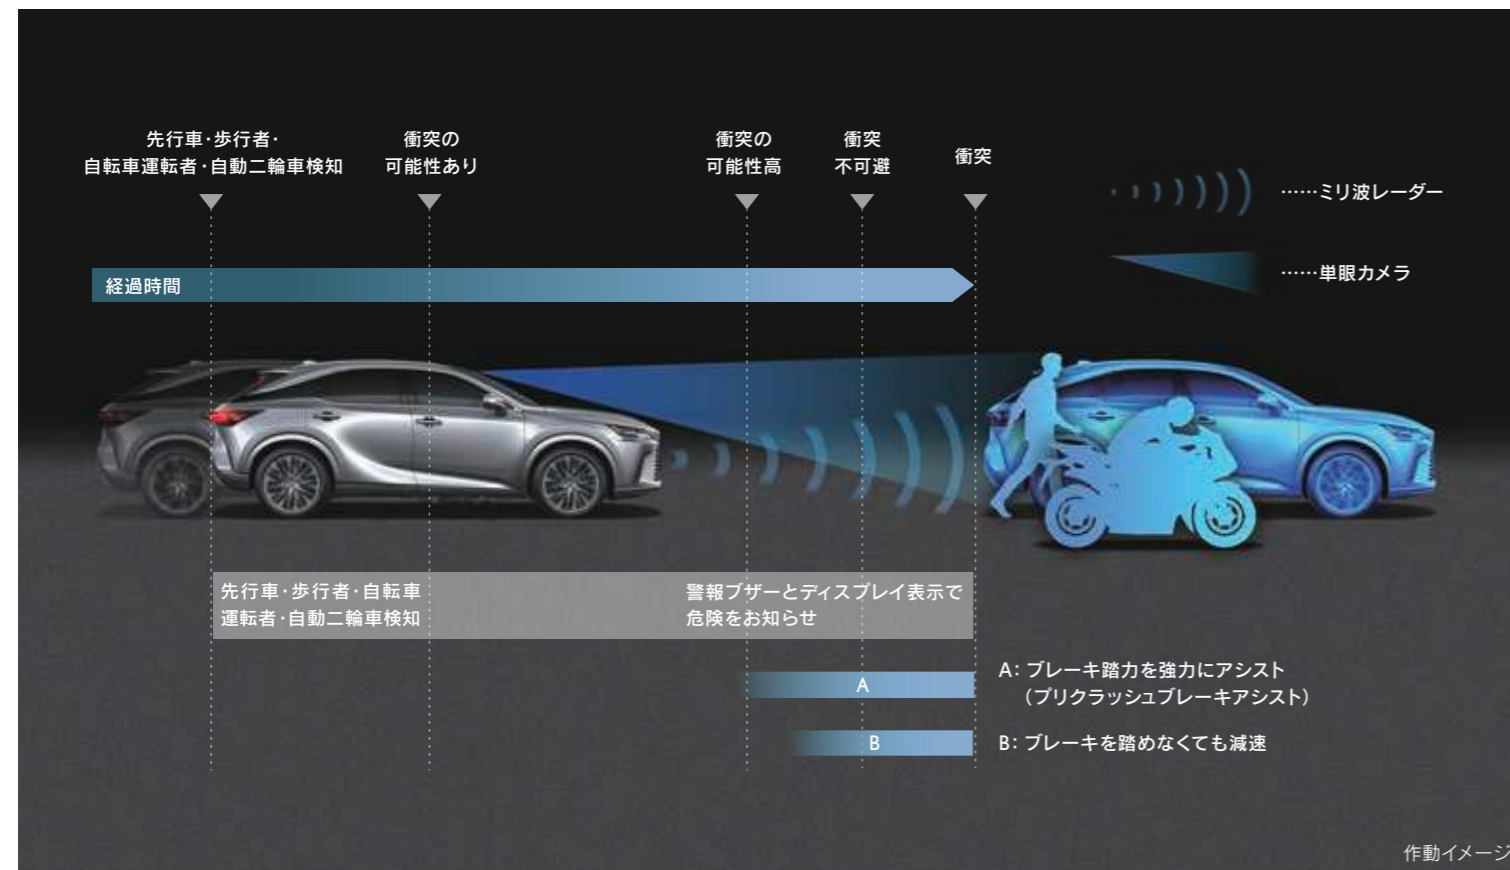 先行車・歩行者・
自転車運転者・自動二輪車検知
衝突の
可能性あり
衝突の
可能性高
衝突
不可避
衝突
……ミリ波レーダー
……単眼カメラ
経過時間
先行車・歩行者・自転車
運転者・自動二輪車検知
警報ブザーとディスプレイ表示で
危険をお知らせ
A
A：ブレーキ踏力を強力にアシスト
（プリクラッシュブレーキアシスト）
B
B：ブレーキを踏めなくても減速
作動イメージ